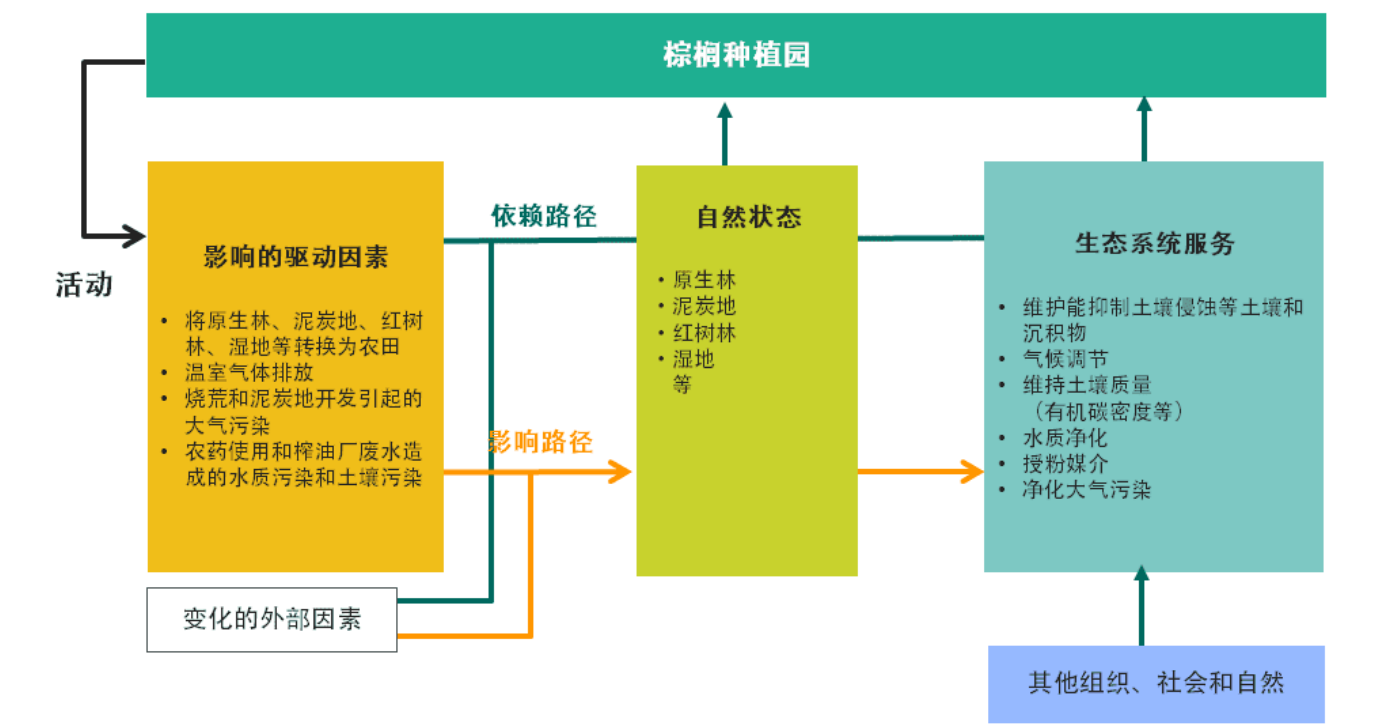 棕榈种植园
活动
影响的驱动因素
• 将原生林、泥炭地、红树
林、湿地等转换为农田
• 温室气体排放
• 烧荒和泥炭地开发引起的
大气污染
• 农药使用和榨油厂废水造
成的水质污染和土壤污染
变化的外部因素
依赖路径
影响路径
自然状态
• 原生林
• 泥炭地
• 红树林
• 湿地
等
生态系统服务
• 维护能抑制土壤侵蚀等土壤和
沉积物
• 气候调节
• 维持土壤质量
（有机碳密度等）
• 水质净化
• 授粉媒介
• 净化大气污染
其他组织、社会和自然